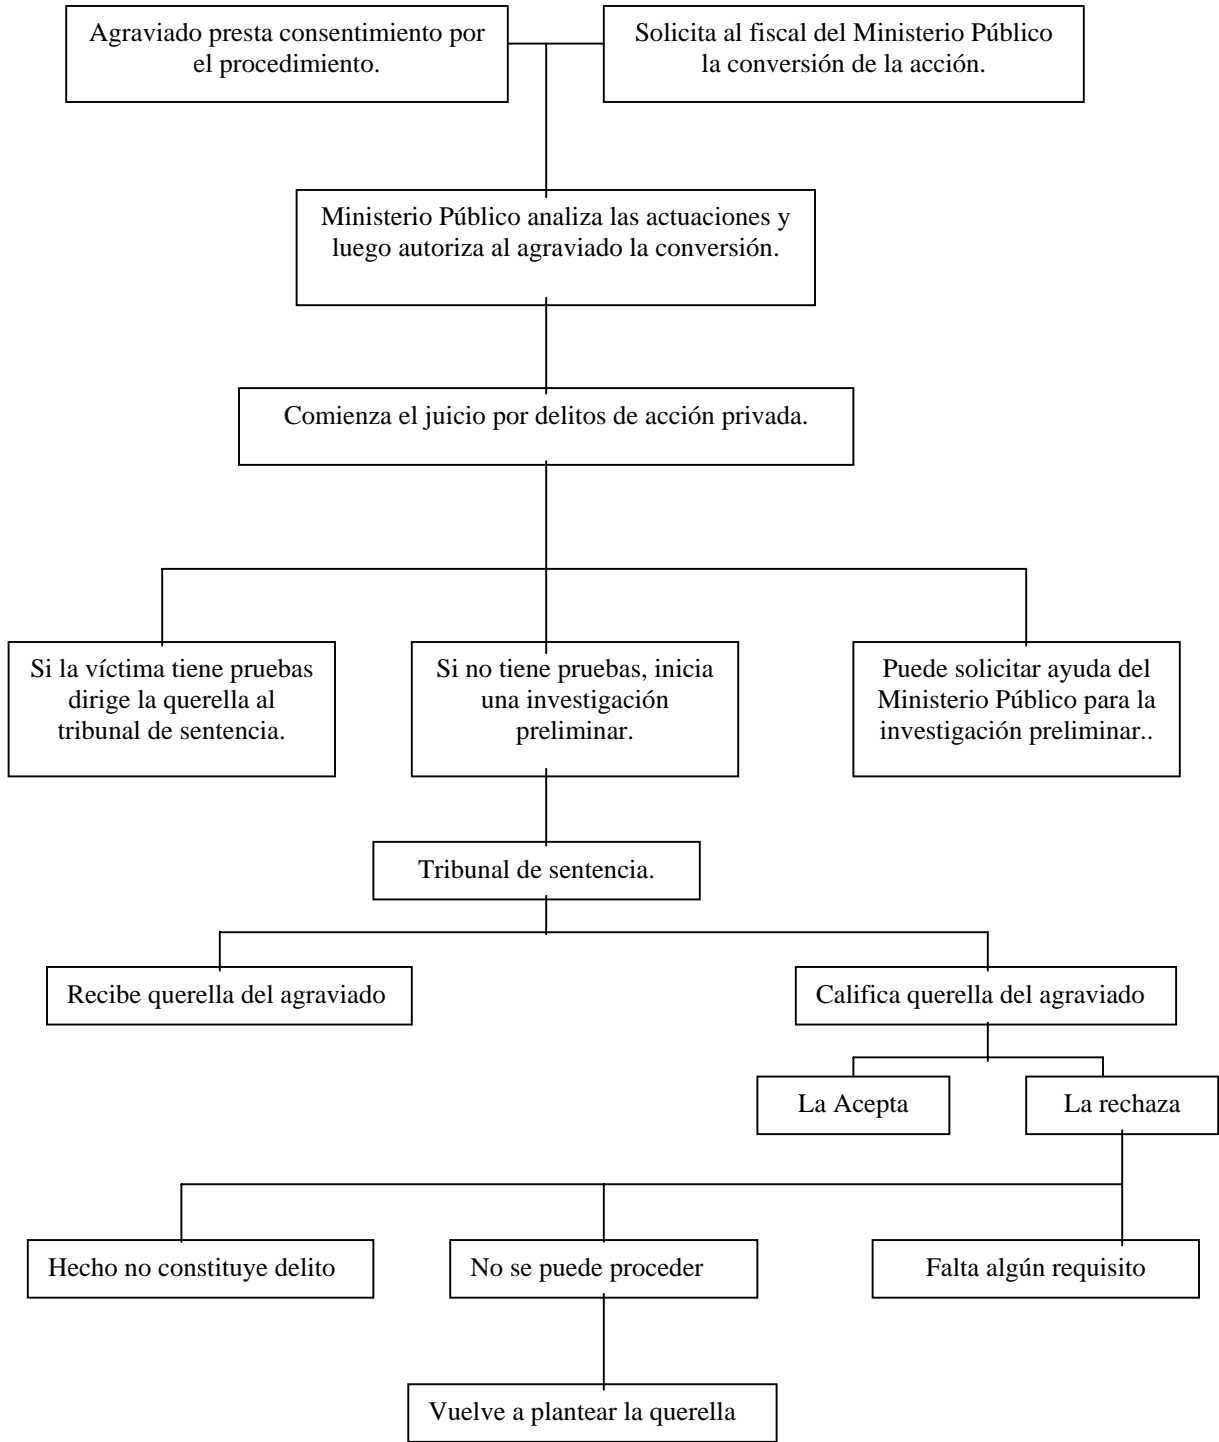 Agraviado presta consentimiento por
el procedimiento.
Solicita al fiscal del Ministerio Público
la conversión de la acción.
Ministerio Público analiza las actuaciones y
luego autoriza al agraviado la conversión.
Comienza el juicio por delitos de acción privada.
Si la víctima tiene pruebas
dirige la querella al
tribunal de sentencia.
Si no tiene pruebas, inicia
una investigación
preliminar.
Puede solicitar ayuda del
Ministerio Público para la
investigación preliminar..
Tribunal de sentencia.
Recibe querella del agraviado
Califica querella del agraviado
La Acepta
La rechaza
Hecho no constituye delito
No se puede proceder
Falta algún requisito
Vuelve a plantear la querella